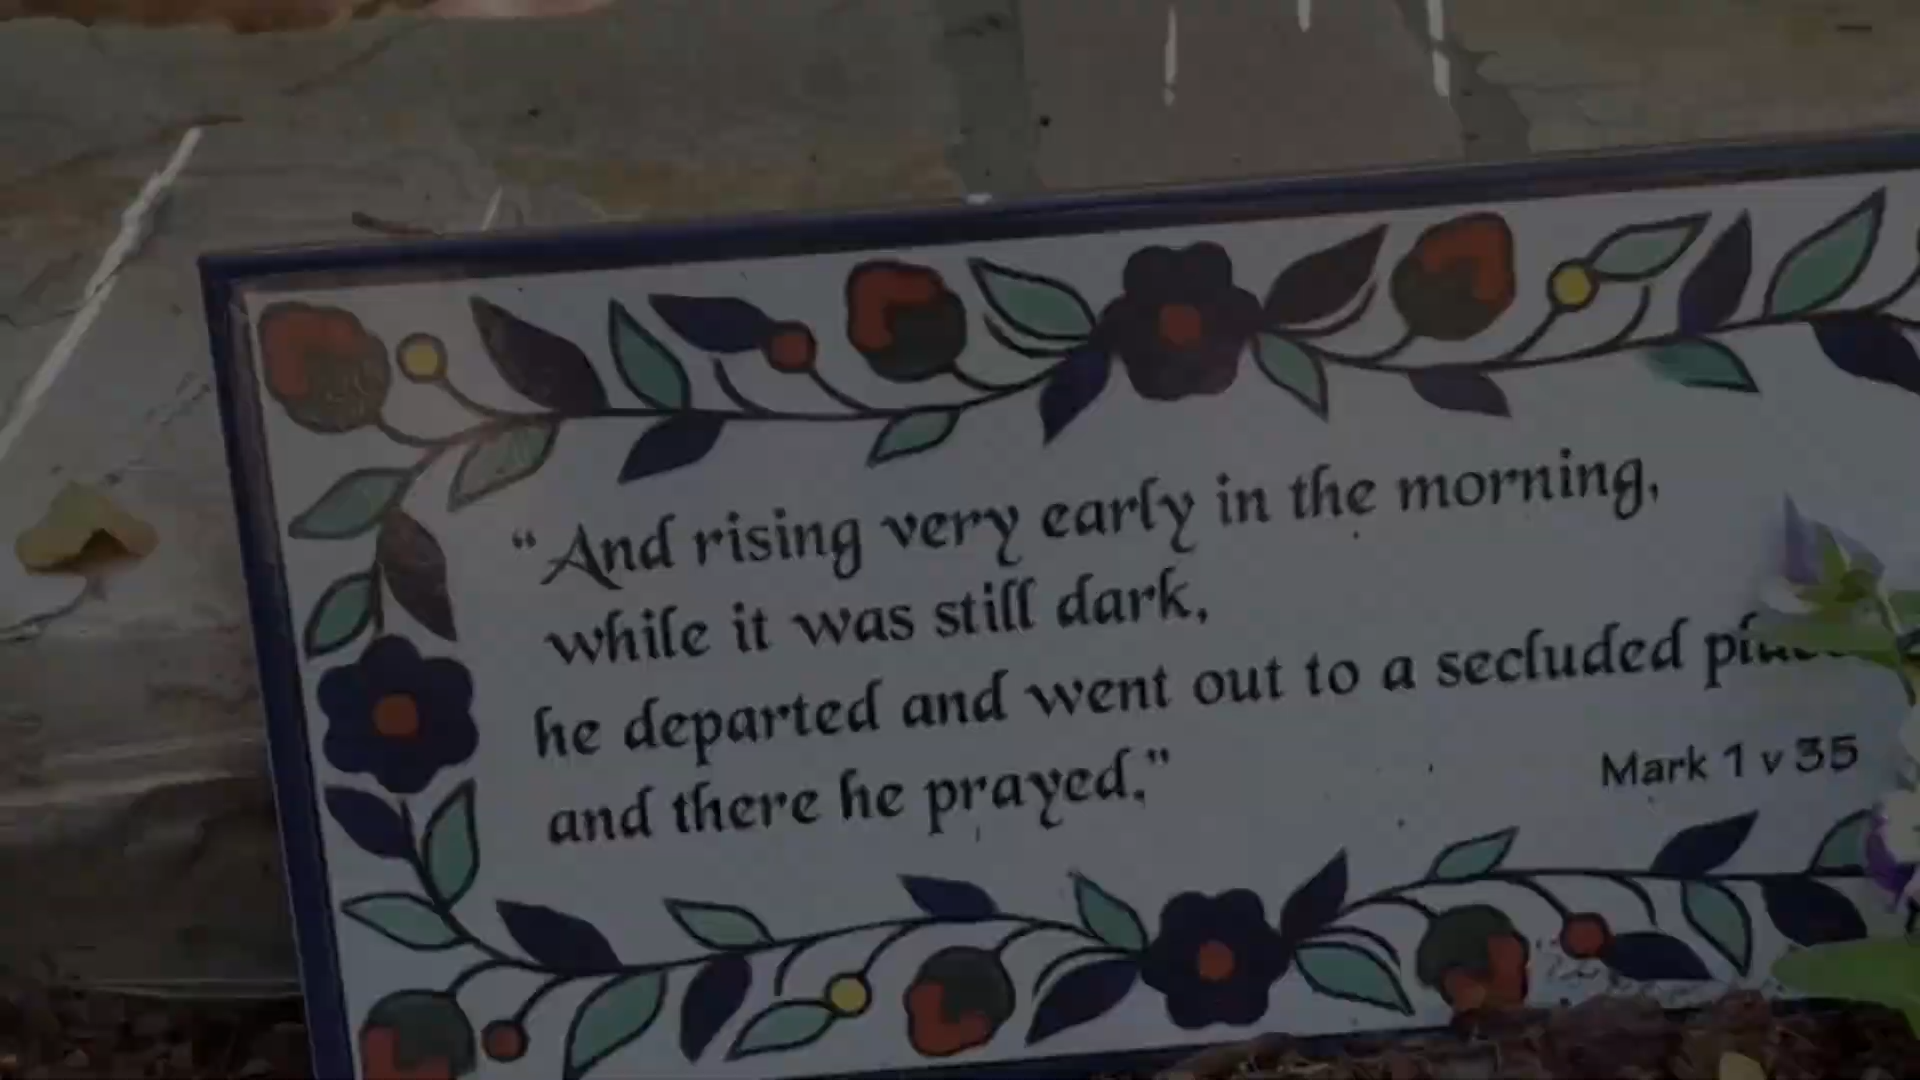 “And rising very early in the morning,
while it was still dark,
he departed and went out to a secluded
and there he prayed.”
Mark 1 v 35